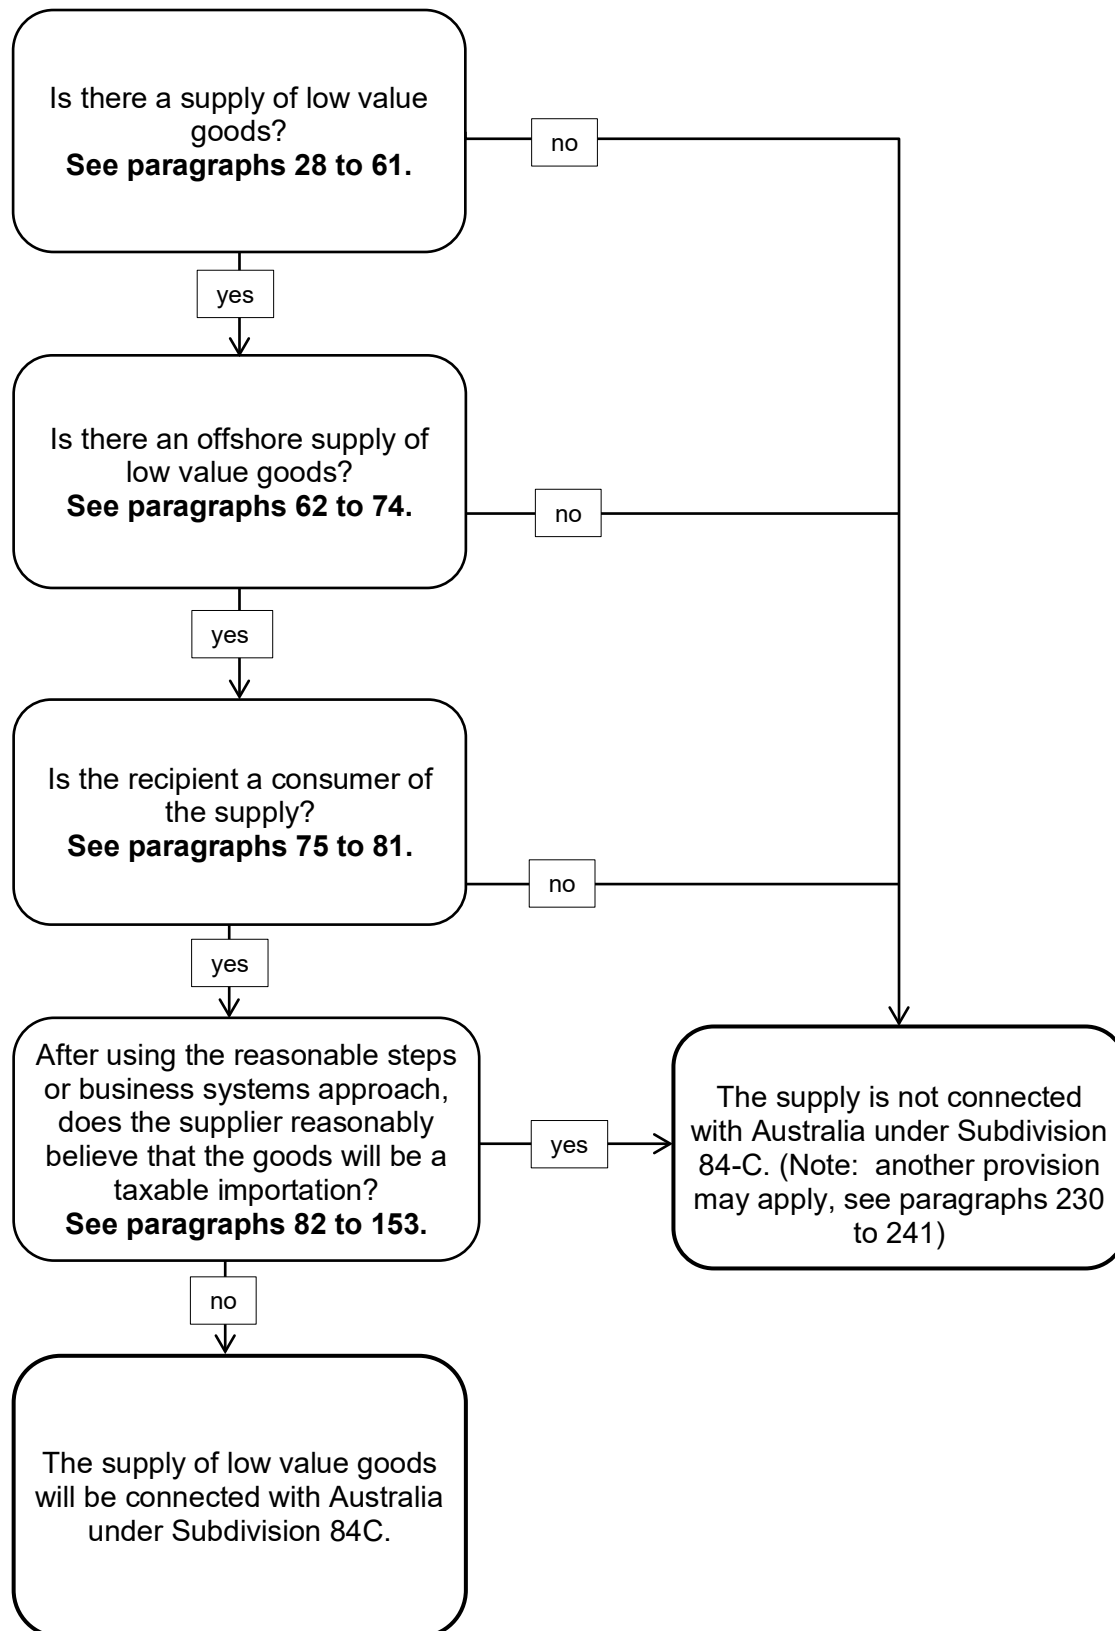 Is there a supply of low value
goods?
See paragraphs 28 to 61.
no
yes
Is there an offshore supply of
low value goods?
See paragraphs 62 to 74.
no
yes
Is the recipient a consumer of
the supply?
See paragraphs 75 to 81.
no
yes
After using the reasonable steps
or business systems approach,
does the supplier reasonably
believe that the goods will be a
taxable importation?
See paragraphs 82 to 153.
yes
The supply is not connected
with Australia under Subdivision
84-C. (Note:  another provision
may apply, see paragraphs 230
to 241)
no
The supply of low value goods
will be connected with Australia
under Subdivision 84C.